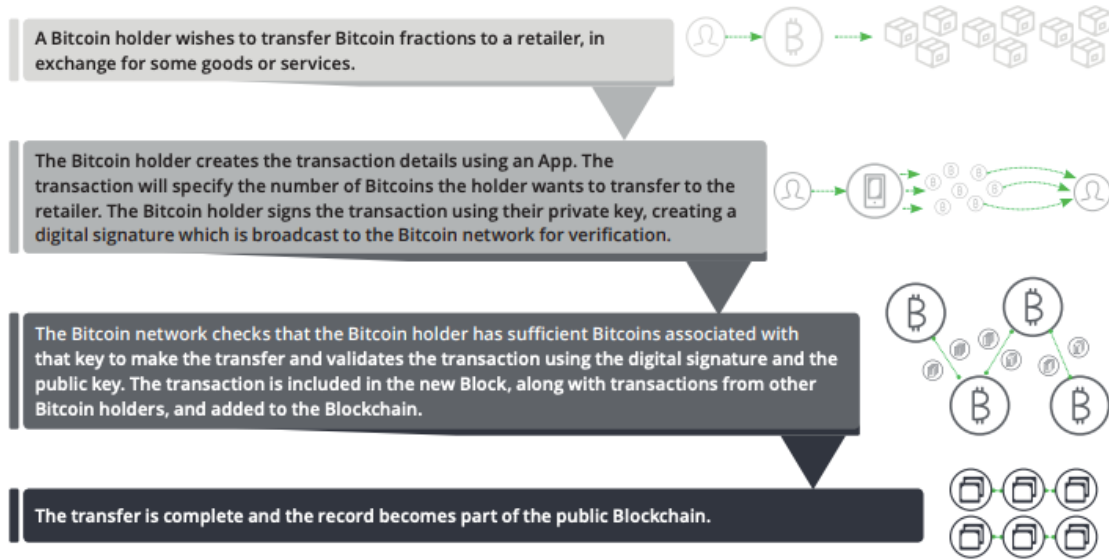 A Bitcoin holder wishes to transfer Bitcoin fractions to a retailer, in
exchange for some goods or services.
The Bitcoin holder creates the transaction details using an App. The
transaction will specify the number of Bitcoins the holder wants to transfer to the
retailer. The Bitcoin holder signs the transaction using their private key, creating a
digital signature which is broadcast to the Bitcoin network for verification.
The Bitcoin network checks that the Bitcoin holder has sufficient Bitcoins associated with
that key to make the transfer and validates the transaction using the digital signature and the
public key. The transaction is included in the new Block, along with transactions from other
Bitcoin holders, and added to the Blockchain.
The transfer is complete and the record becomes part of the public Blockchain.